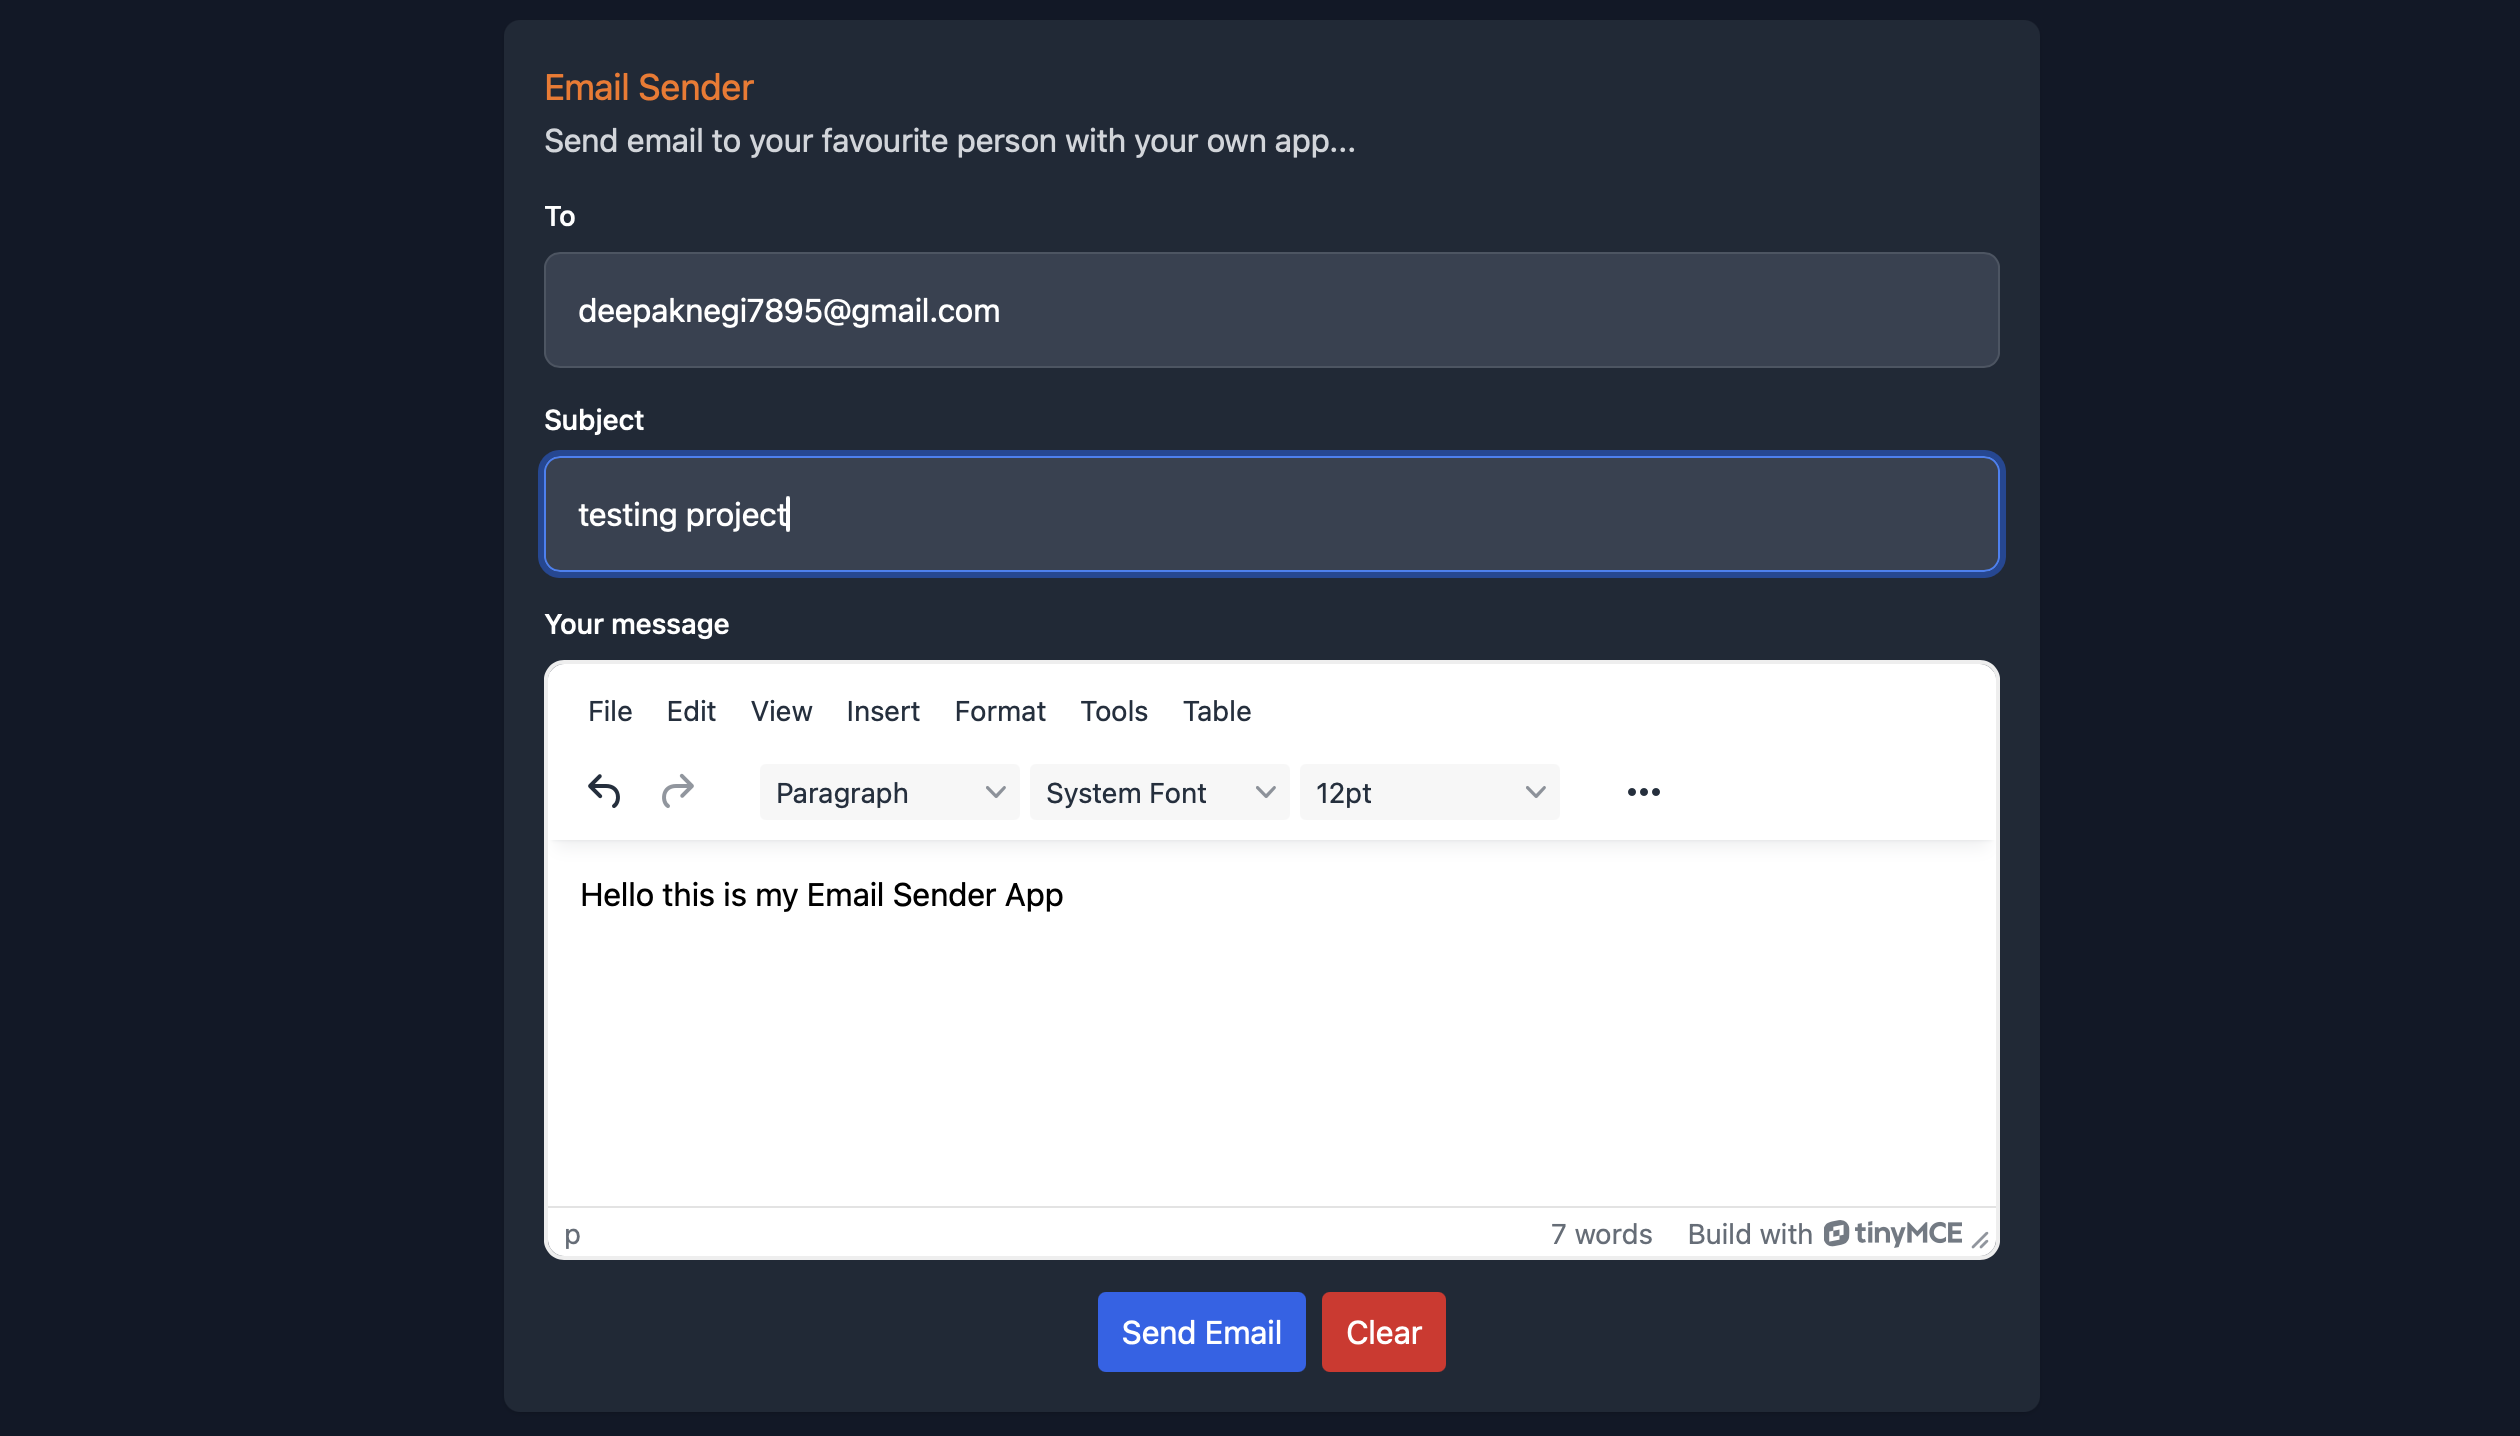 Email Sender
Send email to your favourite person with your own app...
To
deepaknegi7895@gmail.com
Subject
testing project
Your message
File Edit View Insert Format Tools Table
Paragraph System Font 12pt
Hello this is my Email Sender App
p 7 words Build with tinyMCE
Send Email Clear